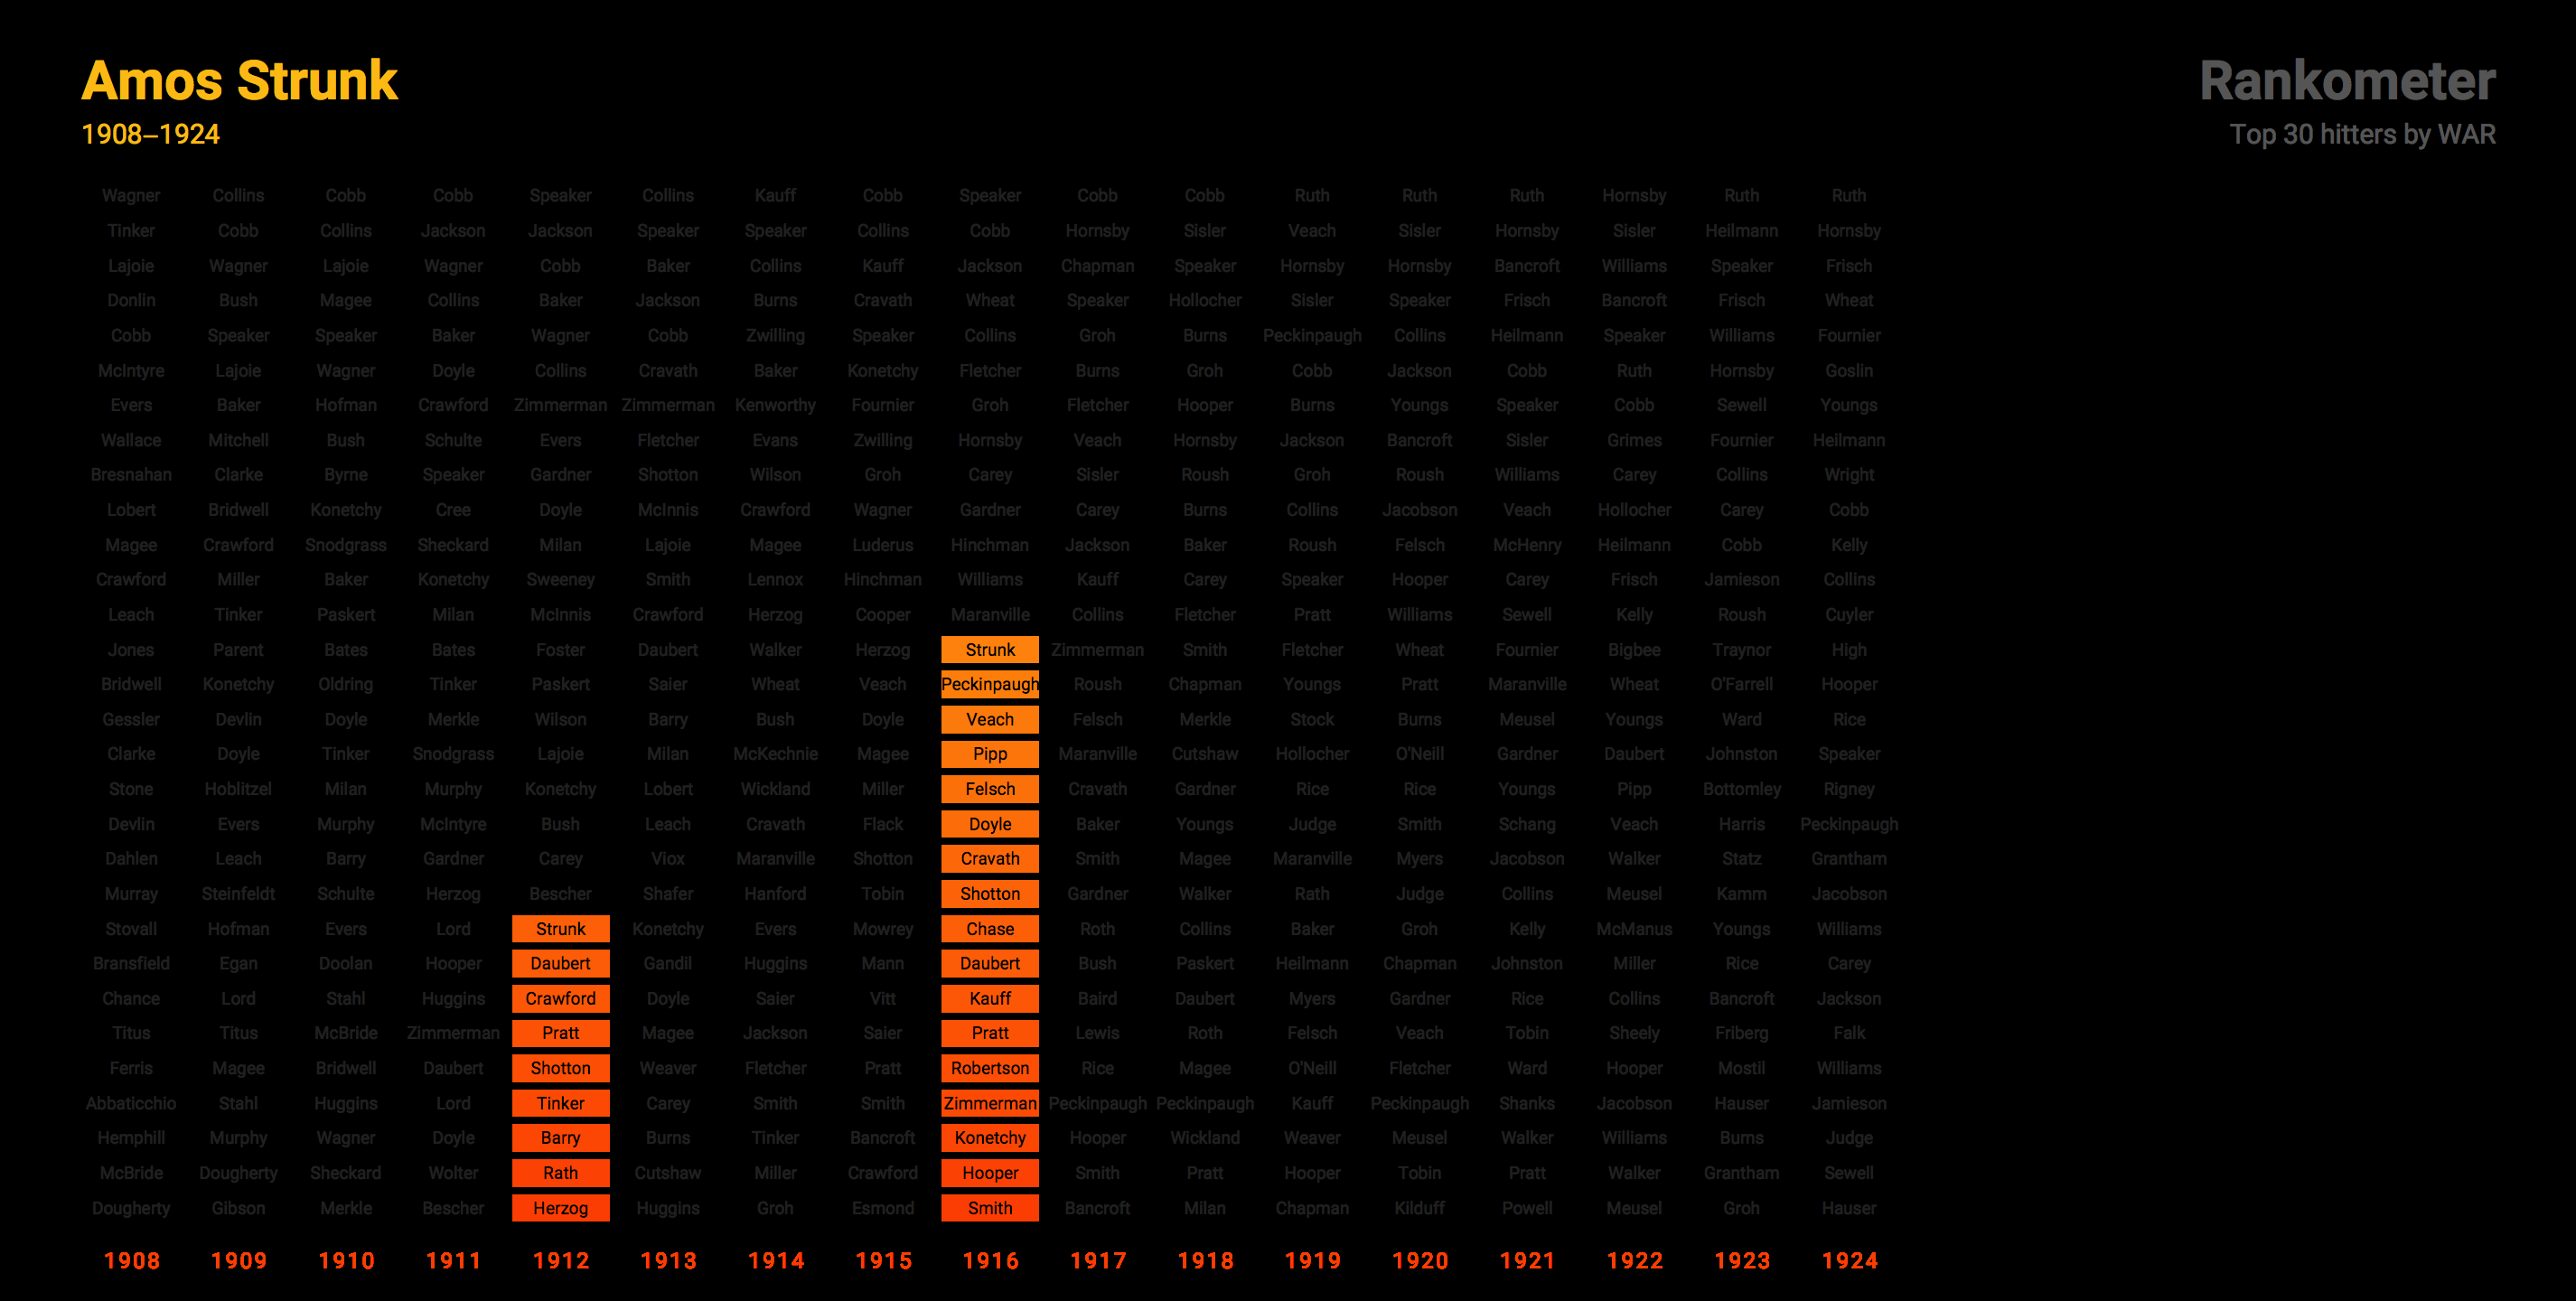 Amos Strunk
1908–1924
Rankometer
Top 30 hitters by WAR
Wagner Collins Cobb Cobb Speaker Collins Kauff Cobb Speaker Cobb Cobb Ruth Ruth Ruth Hornsby Ruth Ruth
Tinker Cobb Collins Jackson Jackson Speaker Speaker Collins Cobb Hornsby Sisler Veach Sisler Hornsby Sisler Heilmann Hornsby
Lajoie Wagner Lajoie Wagner Cobb Baker Collins Kauff Jackson Chapman Speaker Hornsby Hornsby Bancroft Williams Speaker Frisch
Donlin Bush Magee Collins Baker Jackson Burns Cravath Wheat Speaker Hollocher Sisler Speaker Frisch Bancroft Frisch Wheat
Cobb Speaker Speaker Baker Wagner Cobb Zwilling Speaker Collins Groh Burns Peckinpaugh Collins Heilmann Speaker Williams Fournier
McIntyre Lajoie Wagner Doyle Collins Cravath Baker Konetchy Fletcher Burns Groh Cobb Jackson Cobb Ruth Hornsby Goslin
Evers Baker Hofman Crawford Zimmerman Zimmerman Kenworthy Fournier Groh Fletcher Hooper Burns Youngs Speaker Cobb Sewell Youngs
Wallace Mitchell Bush Schulte Evers Fletcher Evans Zwilling Hornsby Veach Hornsby Jackson Bancroft Sisler Grimes Fournier Heilmann
Bresnahan Clarke Byrne Speaker Gardner Shotton Wilson Groh Carey Sisler Roush Groh Roush Williams Carey Collins Wright
Lobert Bridwell Konetchy Cree Doyle McInnis Crawford Wagner Gardner Carey Burns Collins Jacobson Veach Hollocher Carey Cobb
Magee Crawford Snodgrass Sheckard Milan Lajoie Magee Luderus Hinchman Jackson Baker Roush Felsch McHenry Heilmann Cobb Kelly
Crawford Miller Baker Konetchy Sweeney Smith Lennox Hinchman Williams Kauff Carey Speaker Hooper Carey Frisch Jamieson Collins
Leach Tinker Paskert Milan McInnis Crawford Herzog Cooper Maranville Collins Fletcher Pratt Williams Sewell Kelly Roush Cuyler
Jones Parent Bates Bates Foster Daubert Walker Herzog Strunk Zimmerman Smith Fletcher Wheat Fournier Bigbee Traynor High
Bridwell Konetchy Oldring Tinker Paskert Saier Wheat Veach Peckinpaugh Roush Chapman Youngs Pratt Maranville Wheat O'Farrell Hooper
Gessler Devlin Doyle Merkle Wilson Barry Bush Doyle Veach Felsch Merkle Stock Burns Meusel Youngs Ward Rice
Clarke Doyle Tinker Snodgrass Lajoie Milan McKechnie Magee Pipp Maranville Cutshaw Hollocher O'Neill Gardner Daubert Johnston Speaker
Stone Hoblitzel Milan Murphy Konetchy Lobert Wickland Miller Felsch Cravath Gardner Rice Rice Youngs Pipp Bottomley Rigney
Devlin Evers Murphy McIntyre Bush Leach Cravath Flack Doyle Baker Youngs Judge Smith Schang Veach Harris Peckinpaugh
Dahlen Leach Barry Gardner Carey Viox Maranville Shotton Cravath Smith Magee Maranville Myers Jacobson Walker Statz Grantham
Murray Steinfeldt Schulte Herzog Bescher Shafer Hanford Tobin Shotton Gardner Walker Rath Judge Collins Meusel Kamm Jacobson
Stovall Hofman Evers Lord Strunk Konetchy Evers Mowrey Chase Roth Collins Baker Groh Kelly McManus Youngs Williams
Bransfield Egan Doolan Hooper Daubert Gandil Huggins Mann Daubert Bush Paskert Heilmann Chapman Johnston Miller Rice Carey
Chance Lord Stahl Huggins Crawford Doyle Saier Vitt Kauff Baird Daubert Myers Gardner Rice Collins Bancroft Jackson
Titus Titus McBride Zimmerman Pratt Magee Jackson Saier Pratt Lewis Roth Felsch Veach Tobin Sheely Friberg Falk
Ferris Magee Bridwell Daubert Shotton Weaver Fletcher Pratt Robertson Rice Magee O'Neill Fletcher Ward Hooper Mostil Williams
Abbaticchio Stahl Huggins Lord Tinker Carey Smith Smith Zimmerman Peckinpaugh Peckinpaugh Kauff Peckinpaugh Shanks Jacobson Hauser Jamieson
Hemphill Murphy Wagner Doyle Barry Burns Tinker Bancroft Konetchy Hooper Wickland Weaver Meusel Walker Williams Burns Judge
McBride Dougherty Sheckard Wolter Rath Cutshaw Miller Crawford Hooper Smith Pratt Hooper Tobin Pratt Walker Grantham Sewell
Dougherty Gibson Merkle Bescher Herzog Huggins Groh Esmond Smith Bancroft Milan Chapman Kilduff Powell Meusel Groh Hauser
1908 1909 1910 1911 1912 1913 1914 1915 1916 1917 1918 1919 1920 1921 1922 1923 1924